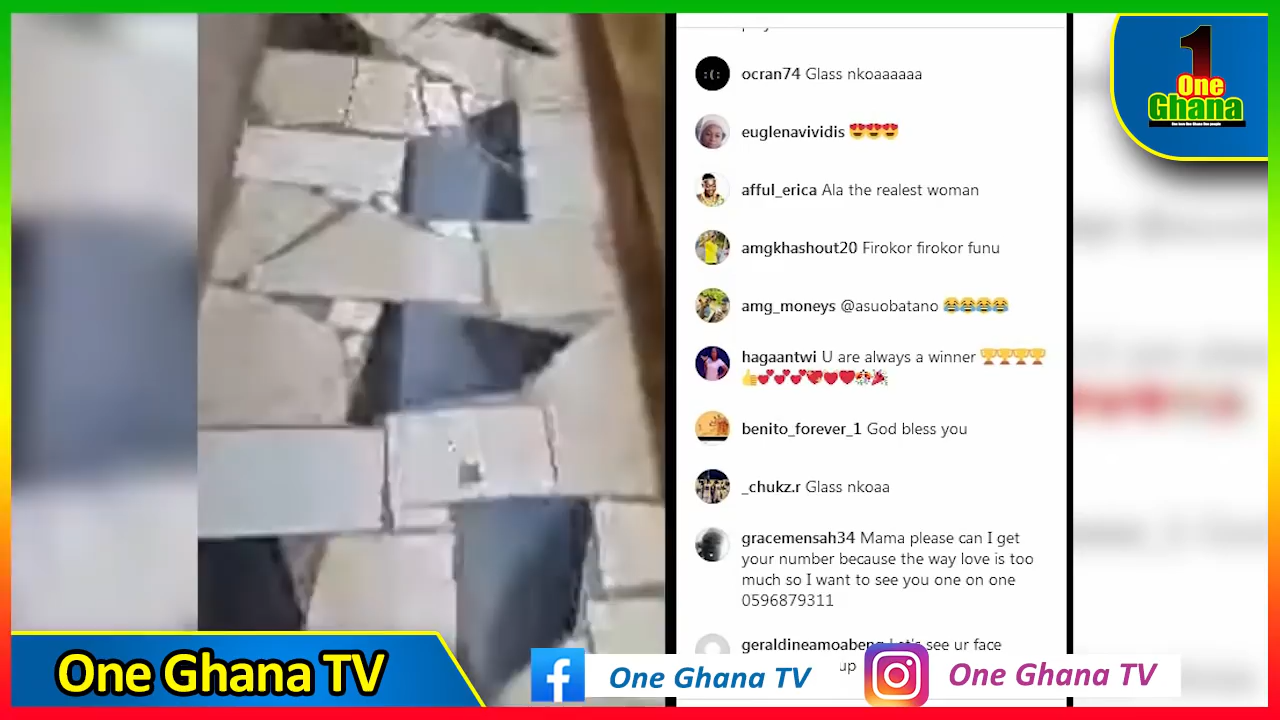 ocran74 Glass nkoaaaaaa
euglenavividis 😍😍😍
afful_erica Ala the realest woman
amgkhashout20 Firokor firokor funu
amg_moneys @asuobatano 😂😂😂😂
hagaantwi U are always a winner 🏆🏆🏆🏆
👍💕💕💕💖❤️❤️🎊🎉
benito_forever_1 God bless you
_chukz.r Glass nkoaa
gracemensah34 Mama please can I get
your number because the way love is too
much so I want to see you one on one
0596879311
geraldineamoabeng Let's see ur face
up
1
One
Ghana
One Ghana TV
One Ghana TV
One Ghana TV